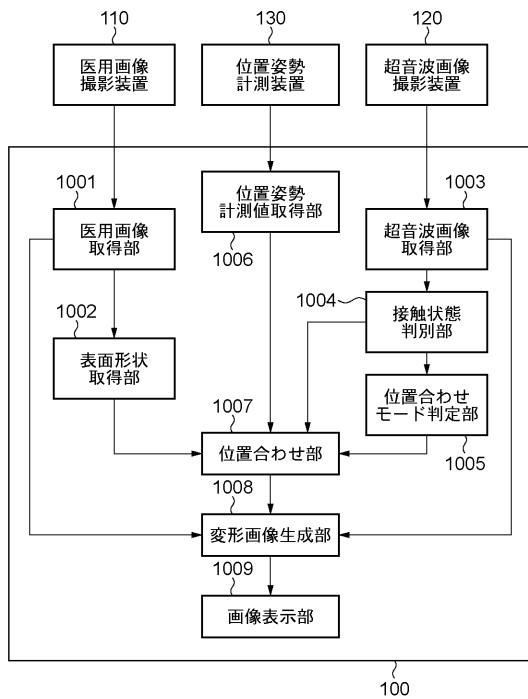 110
130
120
医用画像
撮影装置
位置姿勢
計測装置
超音波画像
撮影装置
1001
医用画像
取得部
位置姿勢
計測値取得部
1006
1003
超音波画像
取得部
1002
表面形状
取得部
1004
接触状態
判別部
位置合わせ
モード判定部
1005
1007
位置合わせ部
1008
変形画像生成部
1009
画像表示部
100